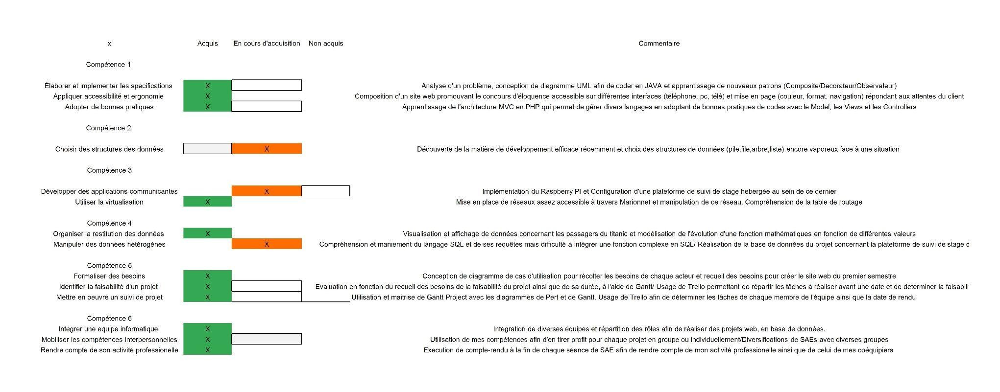 x Acquis En cours d'acquisition Non acquis Commentaire
Compétence 1
Élaborer et implementer les specifications X Analyse d'un problème, conception de diagramme UML afin de coder en JAVA et apprentissage de nouveaux patrons (Composite/Decorateur/Observateur)
Appliquer accessibilité et ergonomie X Composition d'un site web promouvant le concours d'éloquence accessible sur différentes interfaces (téléphone, pc, télé) et mise en page (couleur, format, navigation) répondant aux attentes du client
Adopter de bonnes pratiques X Apprentissage de l'architecture MVC en PHP qui permet de gérer divers langages en adoptant de bonnes pratiques de codes avec le Model, les Views et les Controllers
Compétence 2
Choisir des structures des données X Découverte de la matière de développement efficace récemment et choix des structures de données (pile,file,arbre,liste) encore vaporeux face à une situation
Compétence 3
Développer des applications communicantes X Implémentation du Raspberry PI et Configuration d'une plateforme de suivi de stage hebergée au sein de ce dernier
Utiliser la virtualisation X Mise en place de réseaux assez accessible à travers Marionnet et manipulation de ce réseau. Compréhension de la table de routage
Compétence 4
Organiser la restitution des données X Visualisation et affichage de données concernant les passagers du titanic et modélisation de l'évolution d'une fonction mathématiques en fonction de différentes valeurs
Manipuler des données hétérogènes X Compréhension et maniement du langage SQL et de ses requêtes mais difficulté à intégrer une fonction complexe en SQL/ Réalisation de la base de données du projet concernant la plateforme de suivi de stage d
Compétence 5
Formaliser des besoins X Conception de diagramme de cas d'utilisation pour récolter les besoins de chaque acteur et recueil des besoins pour créer le site web du premier semestre
Identifier la faisabilité d'un projet X Evaluation en fonction du recueil des besoins de la faisabilité du projet ainsi que de sa durée, à l'aide de Gantt/ Usage de Trello permettant de répartir les tâches à réaliser avant une date et de determiner la faisabili
Mettre en oeuvre un suivi de projet X Utilisation et maitrise de Gantt Project avec les diagrammes de Pert et de Gantt. Usage de Trello afin de déterminer les tâches de chaque membre de l'équipe ainsi que la date de rendu
Compétence 6
Integrer une equipe informatique X Intégration de diverses équipes et répartition des rôles afin de réaliser des projets web, en base de données.
Mobiliser les compétences interpersonnelles X Utilisation de mes compétences afin d'en tirer profit pour chaque projet en groupe ou individuellement/Diversifications de SAEs avec diverses groupes
Rendre compte de son activité professionelle X Execution de compte-rendu à la fin de chaque séance de SAE afin de rendre compte de mon activité professionelle ainsi que de celui de mes coéquipiers